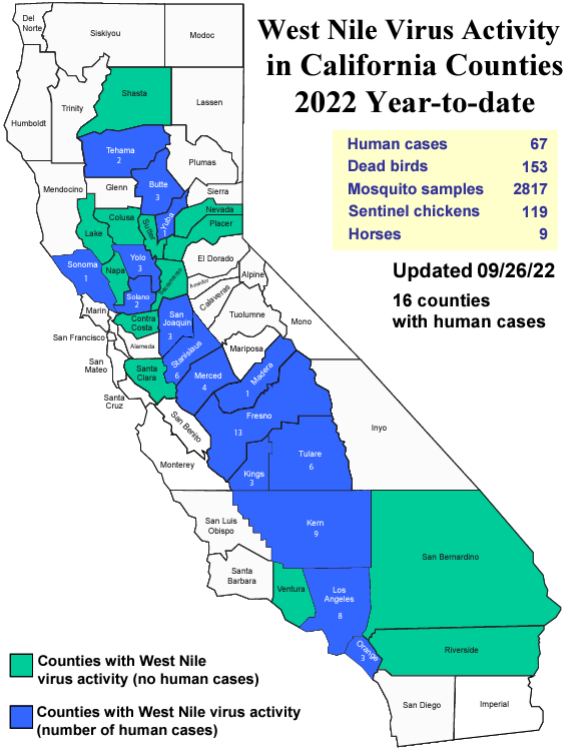 West Nile Virus Activity
in California Counties
2022 Year-to-date
Human cases 67
Dead birds 153
Mosquito samples 2817
Sentinel chickens 119
Horses 9
Updated 09/26/22
16 counties
with human cases
Del
Norte
Siskiyou
Modoc
Shasta
Lassen
Trinity
Humboldt
Tehama
2
Plumas
Mendocino
Glenn
Butte
3
Sierra
Nevada
Placer
Colusa
Sutter
Yuba
1
Lake
El Dorado
Yolo
3
Sonoma
1
Napa
Sacramento
Alpine
Amador
Solano
2
Calaveras
Marin
Contra
Costa
San
Joaquin
3
Tuolumne
Mono
San Francisco
Alameda
Stanislaus
6
Mariposa
San
Mateo
Santa
Clara
Merced
4
Madera
1
Santa
Cruz
San Benito
Fresno
13
Inyo
Tulare
6
Monterey
Kings
3
San Luis
Obispo
Kern
9
San Bernardino
Santa
Barbara
Ventura
Los
Angeles
8
Orange
3
Riverside
San Diego
Imperial
Counties with West Nile
virus activity (no human cases)
Counties with West Nile virus activity
(number of human cases)